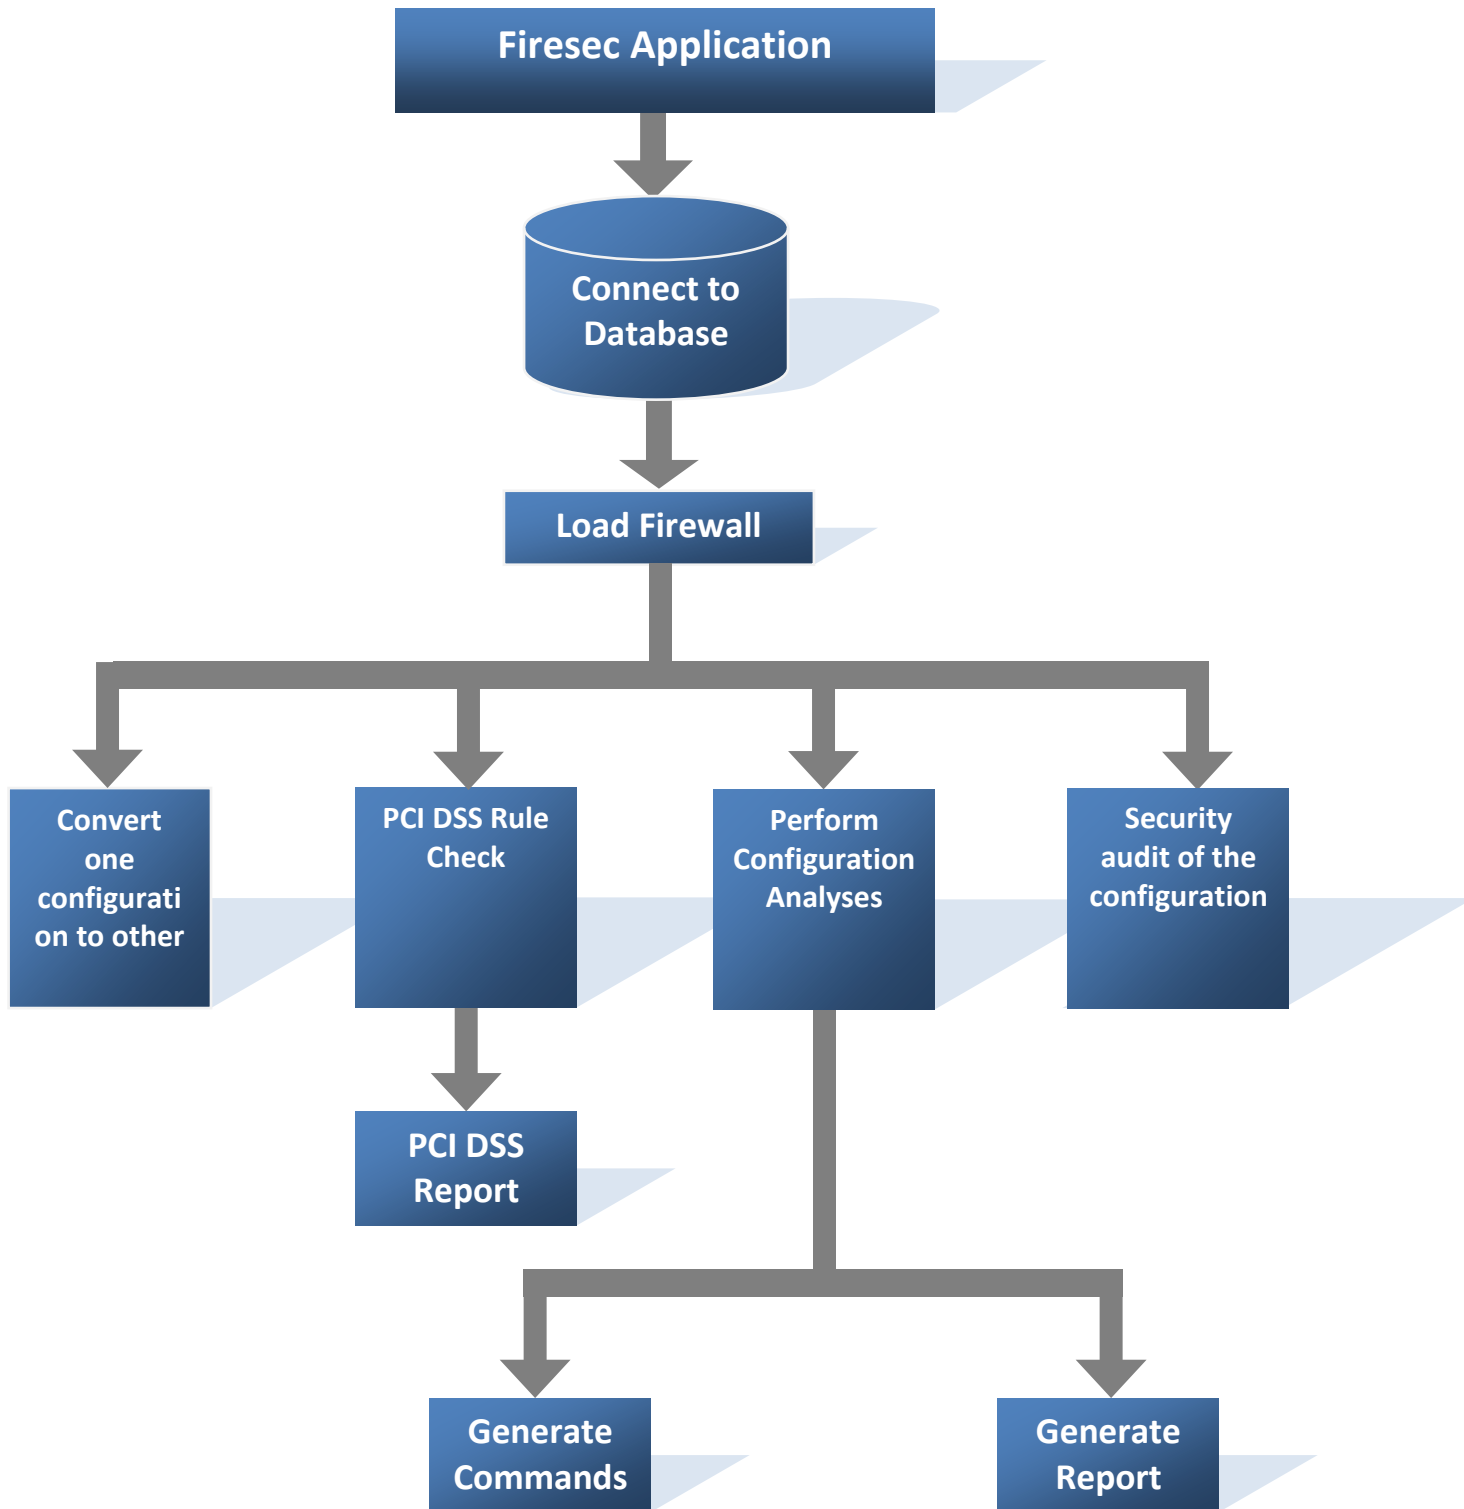 Firesec Application
Connect to
Database
Load Firewall
Convert
one
configurati
on to other
PCI DSS Rule
Check
Perform
Configuration
Analyses
Security
audit of the
configuration
PCI DSS
Report
Generate
Commands
Generate
Report